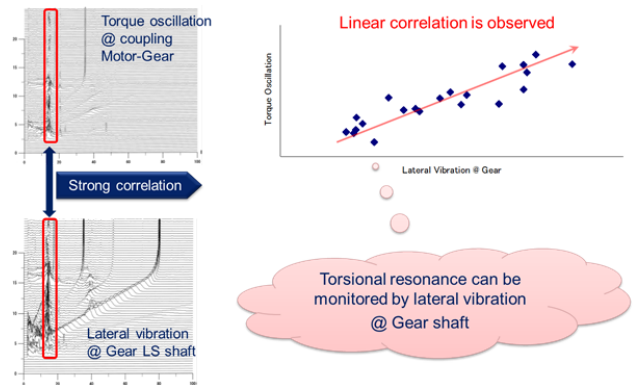 Torque oscillation
@ coupling
Motor-Gear
Linear correlation is observed
Torque Oscillation
Lateral Vibration @ Gear
Strong correlation
Lateral vibration
@ Gear LS shaft
Torsional resonance can be
monitored by lateral vibration
@ Gear shaft